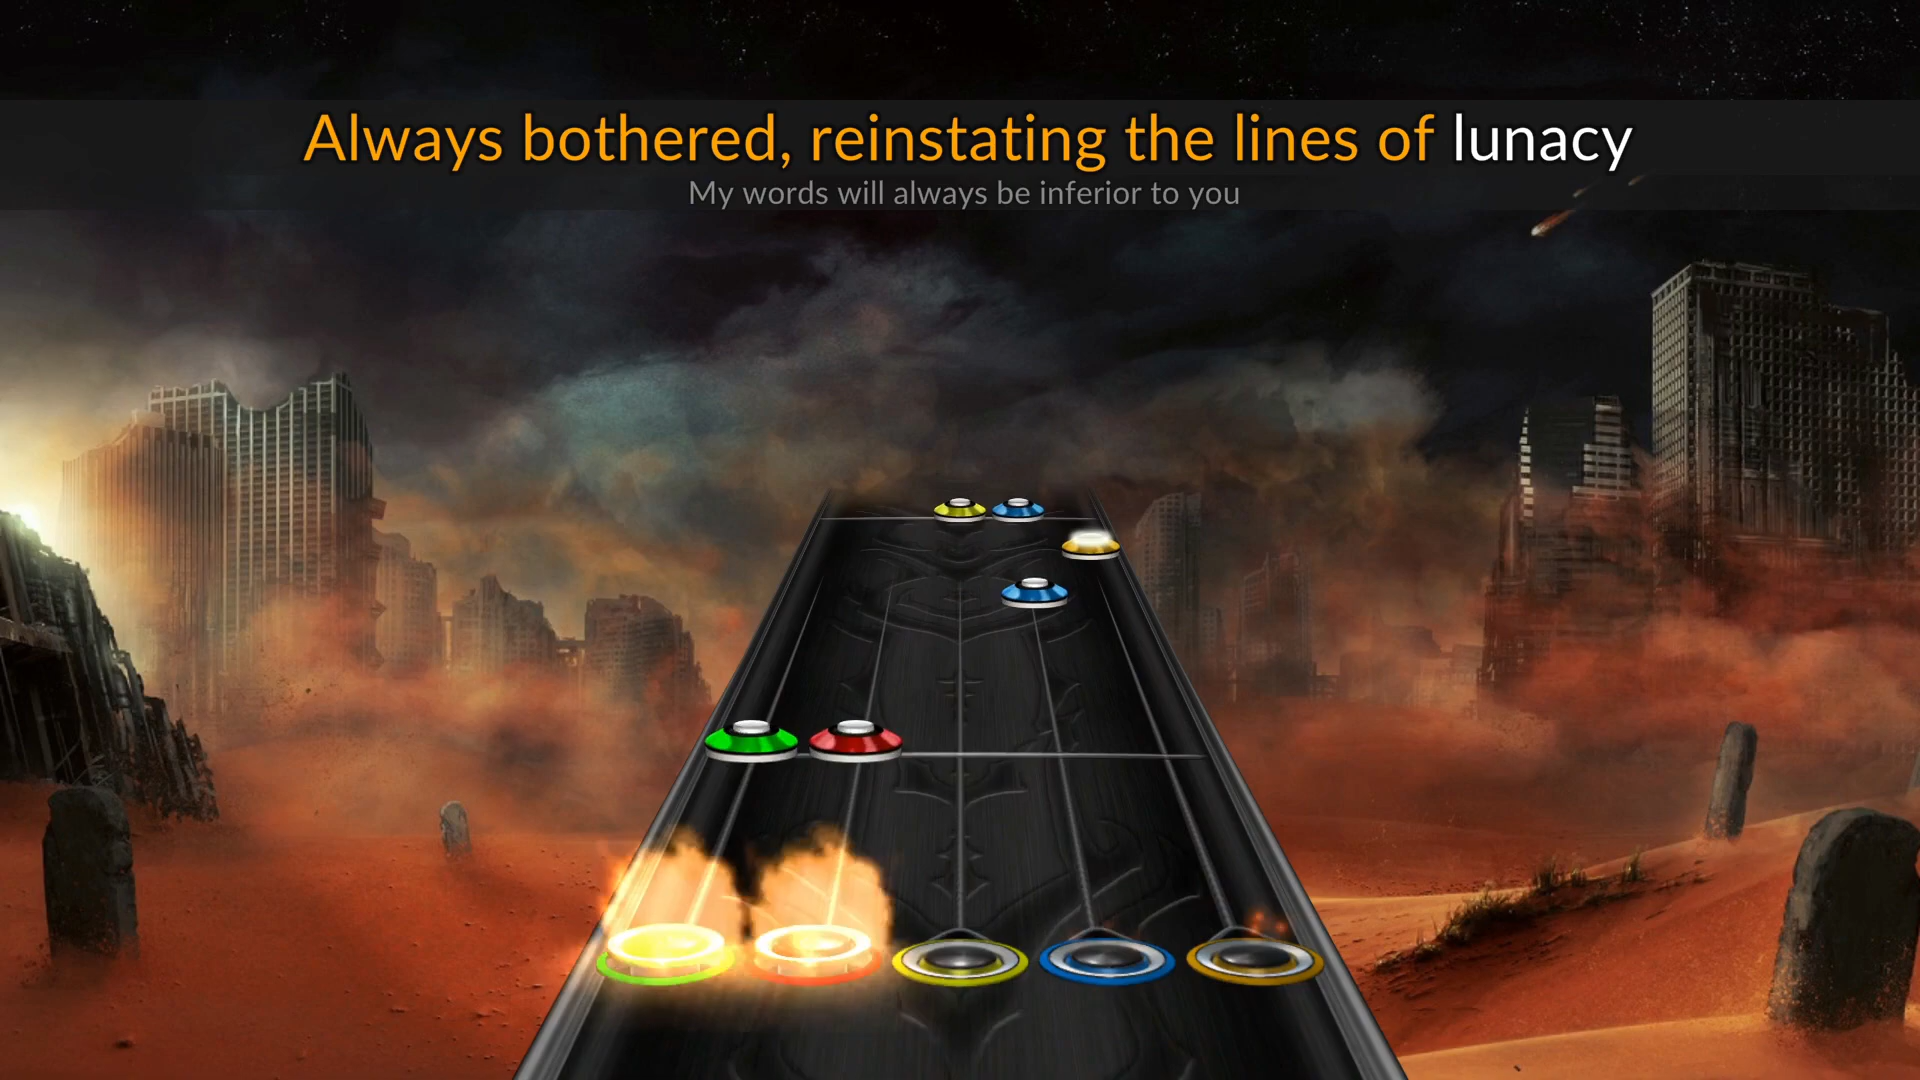 Always bothered, reinstating the lines of lunacy
My words will always be inferior to you